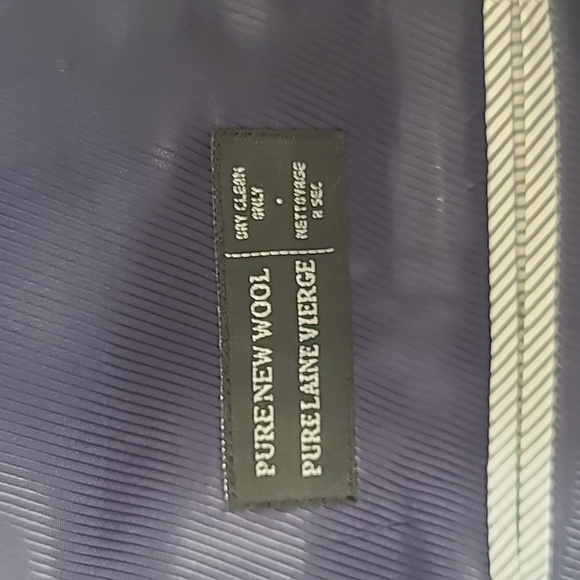 PURE NEW WOOL
PURE LAINE VIERGE
DRY CLEAN
ONLY
•
NETTOYAGE
A SEC